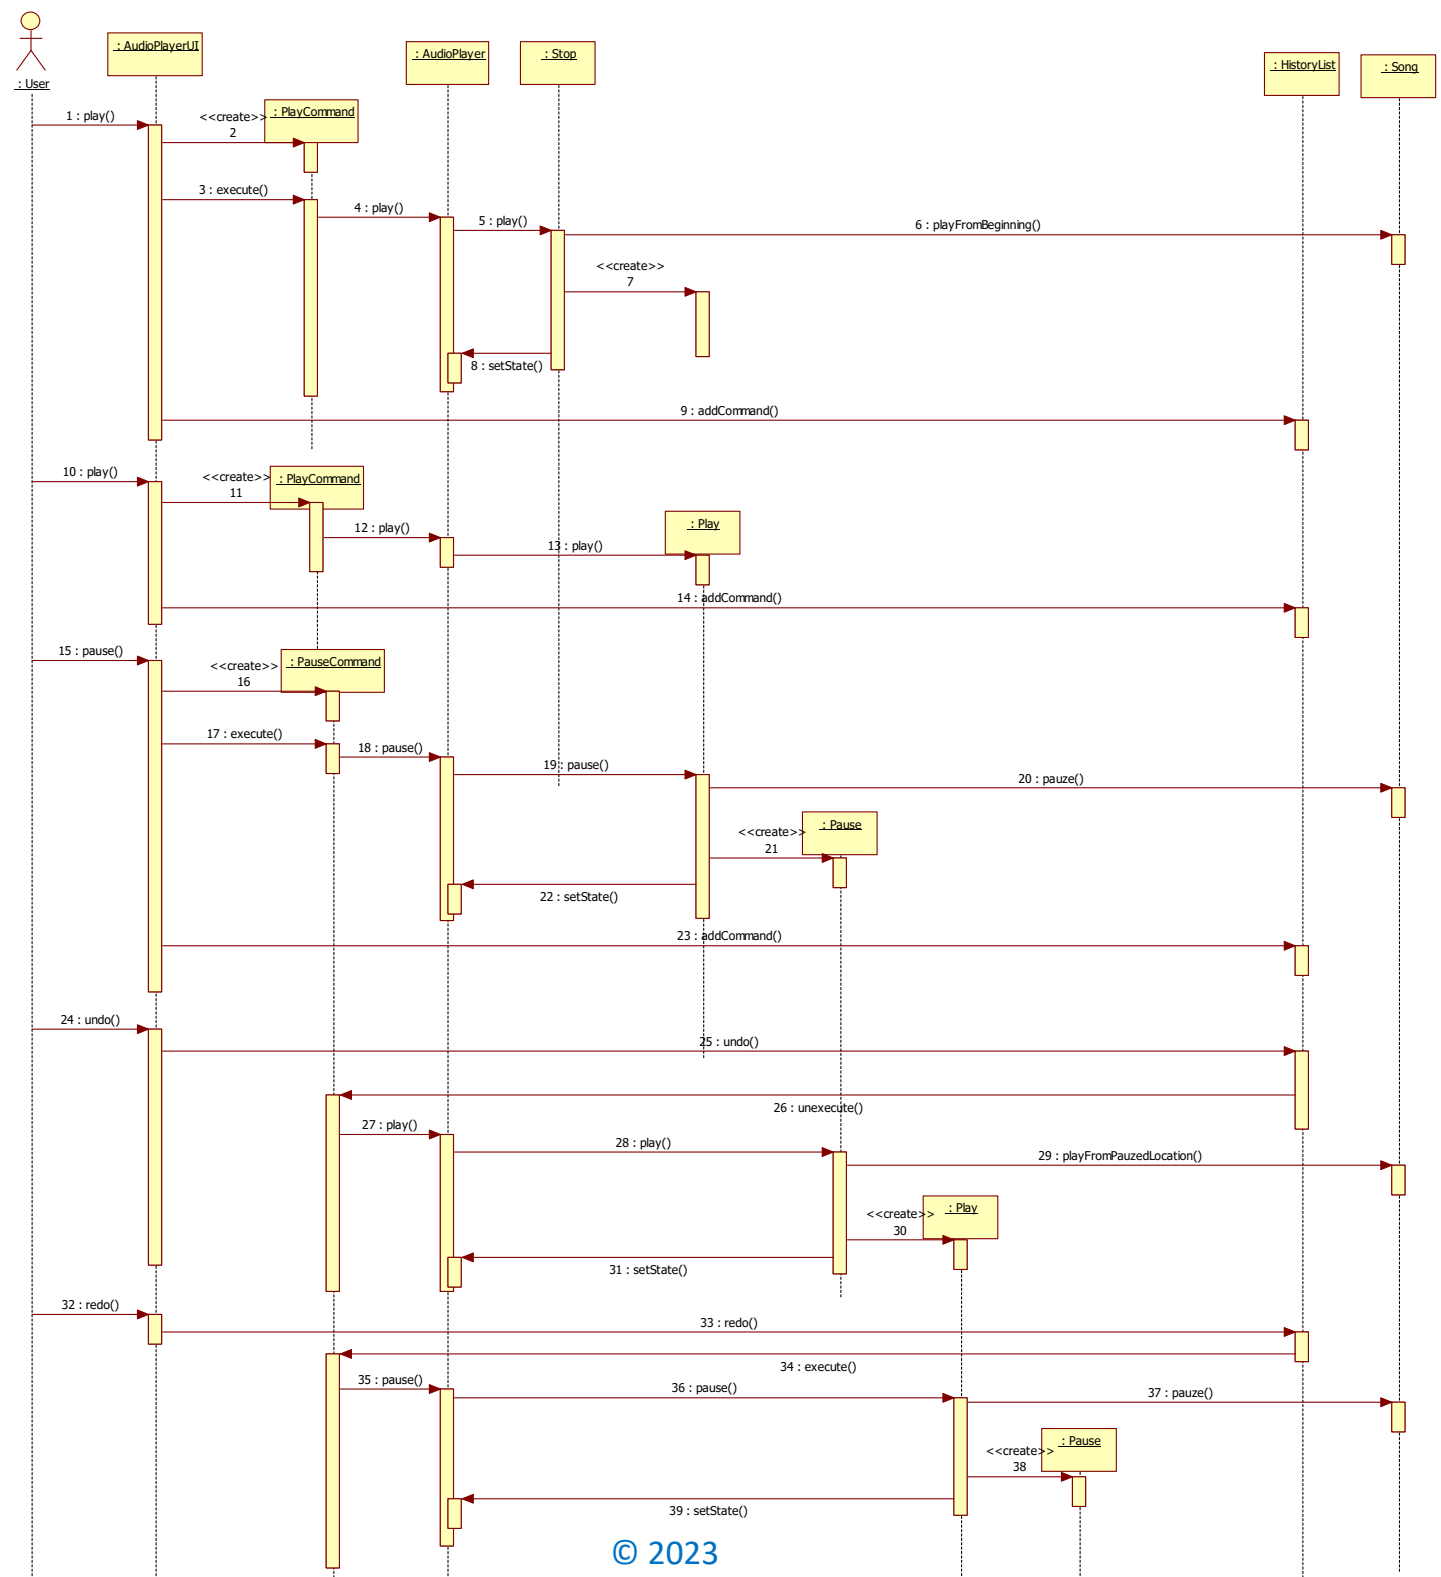 : User
: AudioPlayerUI
: AudioPlayer
: Stop
: HistoryList
: Song
1 : play()
<<create>>
2
: PlayCommand
3 : execute()
4 : play()
5 : play()
6 : playFromBeginning()
<<create>>
7
8 : setState()
9 : addCommand()
10 : play()
<<create>>
11
: PlayCommand
12 : play()
: Play
13 : play()
14 : addCommand()
15 : pause()
<<create>>
16
: PauseCommand
17 : execute()
18 : pause()
19 : pause()
20 : pauze()
<<create>>
21
: Pause
22 : setState()
23 : addCommand()
24 : undo()
25 : undo()
26 : unexecute()
27 : play()
28 : play()
29 : playFromPauzedLocation()
<<create>>
30
: Play
31 : setState()
32 : redo()
33 : redo()
34 : execute()
35 : pause()
36 : pause()
37 : pauze()
<<create>>
38
: Pause
39 : setState()
© 2023